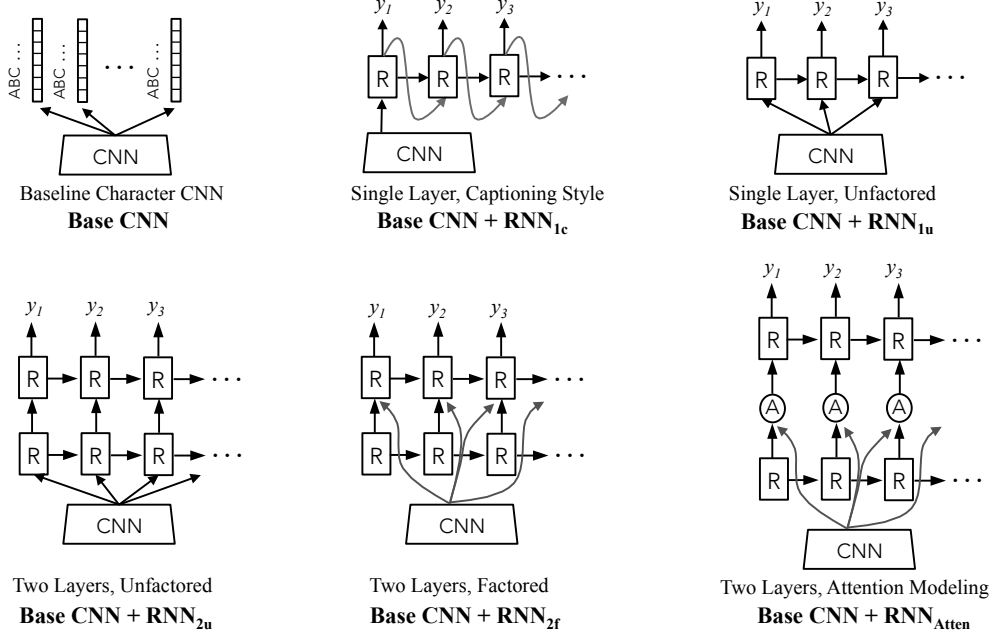 ABC ...
ABC ...
. . .
ABC ...
CNN
Baseline Character CNN
Base CNN
y1 y2 y3
R R R . . .
CNN
Single Layer, Captioning Style
Base CNN + RNN1c
y1 y2 y3
R R R . . .
CNN
Single Layer, Unfactored
Base CNN + RNN1u
y1 y2 y3
R R R . . .
R R R . . .
CNN
Two Layers, Unfactored
Base CNN + RNN2u
y1 y2 y3
R R R . . .
R R R . . .
CNN
Two Layers, Factored
Base CNN + RNN2f
y1 y2 y3
R R R . . .
A A A
R R R . . .
CNN
Two Layers, Attention Modeling
Base CNN + RNNAtten